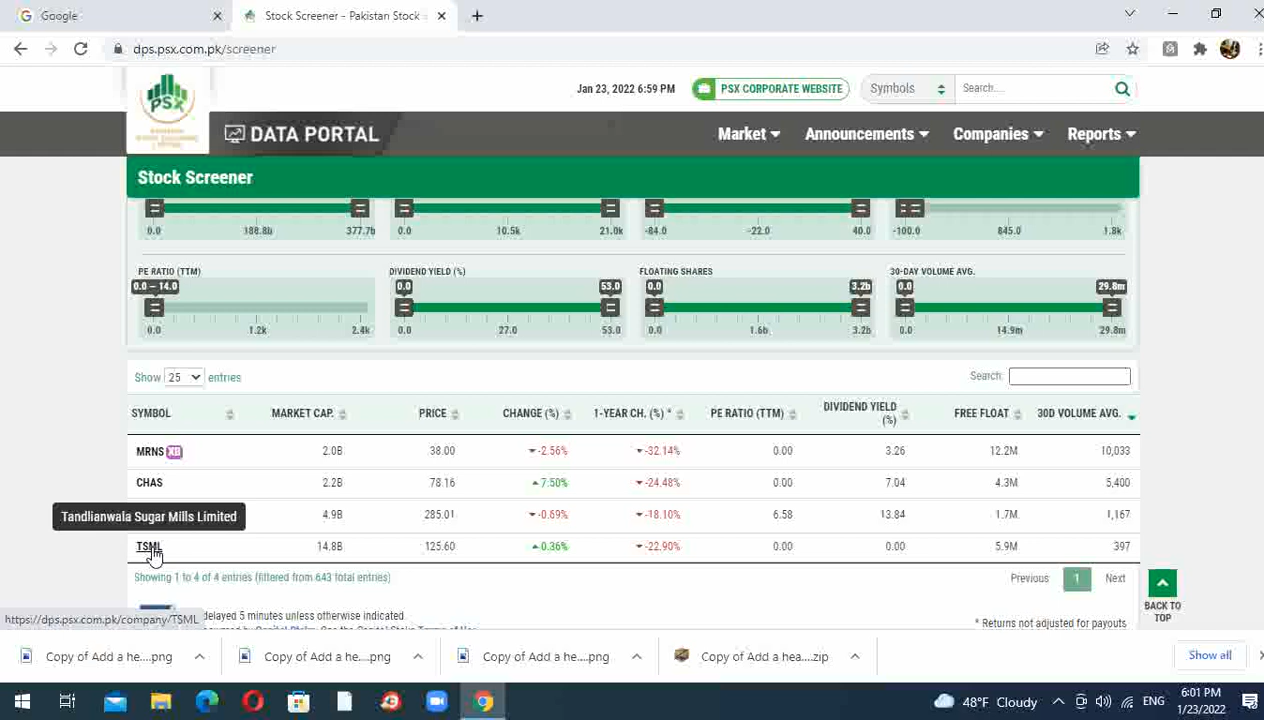 Google
Stock Screener - Pakistan Stock
dps.psx.com.pk/screener
PSX
Jan 23, 2022 6:59 PM
PSX CORPORATE WEBSITE
Symbols
Search....
DATA PORTAL
Market
Announcements
Companies
Reports
Stock Screener
0.0 188.8b 377.7b
0.0 10.5k 21.0k
-84.0 -22.0 40.0
-100.0 845.0 1.8k
PE RATIO (TTM)
DIVIDEND YIELD (%)
FLOATING SHARES
30-DAY VOLUME AVG.
0.0 – 14.0
0.0 53.0
0.0 3.2b
0.0 29.8m
0.0 1.2k 2.4k
0.0 27.0 53.0
0.0 1.6b 3.2b
0.0 14.9m 29.8m
Show 25 entries
Search:
SYMBOL MARKET CAP. PRICE CHANGE (%) 1-YEAR CH. (%) * PE RATIO (TTM) DIVIDEND YIELD (%) FREE FLOAT 30D VOLUME AVG.
MRNS XB 2.0B 38.00 -2.56% -32.14% 0.00 3.26 12.2M 10,033
CHAS 2.2B 78.16 7.50% -24.48% 0.00 7.04 4.3M 5,400
Tandlianwala Sugar Mills Limited
4.9B 285.01 -0.69% -18.10% 6.58 13.84 1.7M 1,167
TSML 14.8B 125.60 0.36% -22.90% 0.00 0.00 5.9M 397
Showing 1 to 4 of 4 entries (filtered from 643 total entries)
Previous 1 Next
BACK TO
TOP
delayed 5 minutes unless otherwise indicated
https://dps.psx.com.pk/company/TSML
* Returns not adjusted for payouts
Copy of Add a he....png
Copy of Add a he....png
Copy of Add a he....png
Copy of Add a hea....zip
Show all
48°F Cloudy
ENG
6:01 PM
1/23/2022